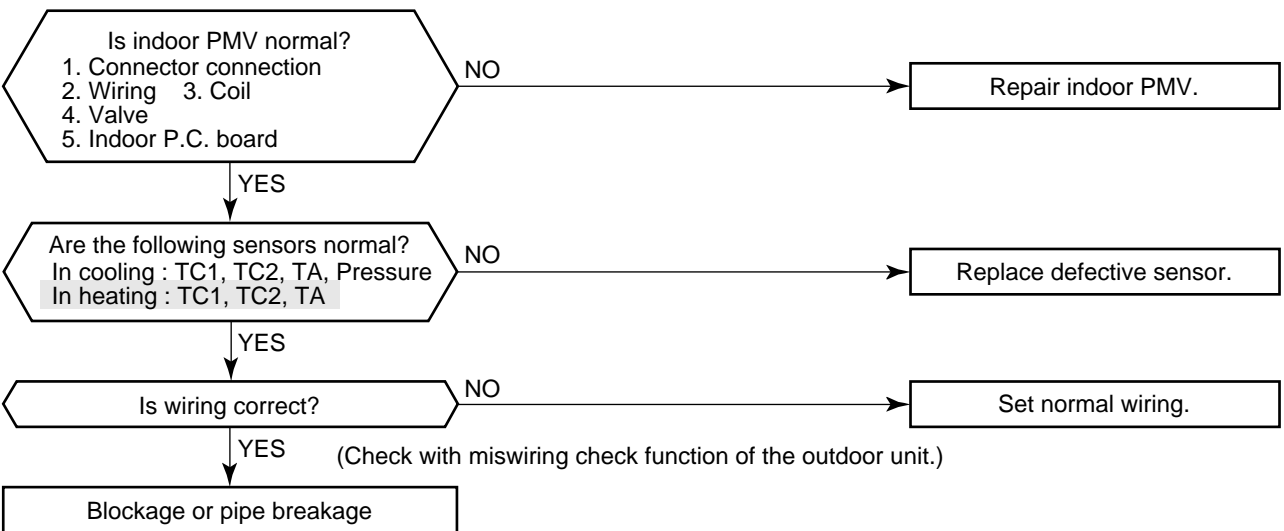 Is indoor PMV normal?
1. Connector connection
2. Wiring 3. Coil
4. Valve
5. Indoor P.C. board
NO
Repair indoor PMV.
YES
Are the following sensors normal?
In cooling : TC1, TC2, TA, Pressure
In heating : TC1, TC2, TA
NO
Replace defective sensor.
YES
Is wiring correct?
NO
Set normal wiring.
YES
(Check with miswiring check function of the outdoor unit.)
Blockage or pipe breakage